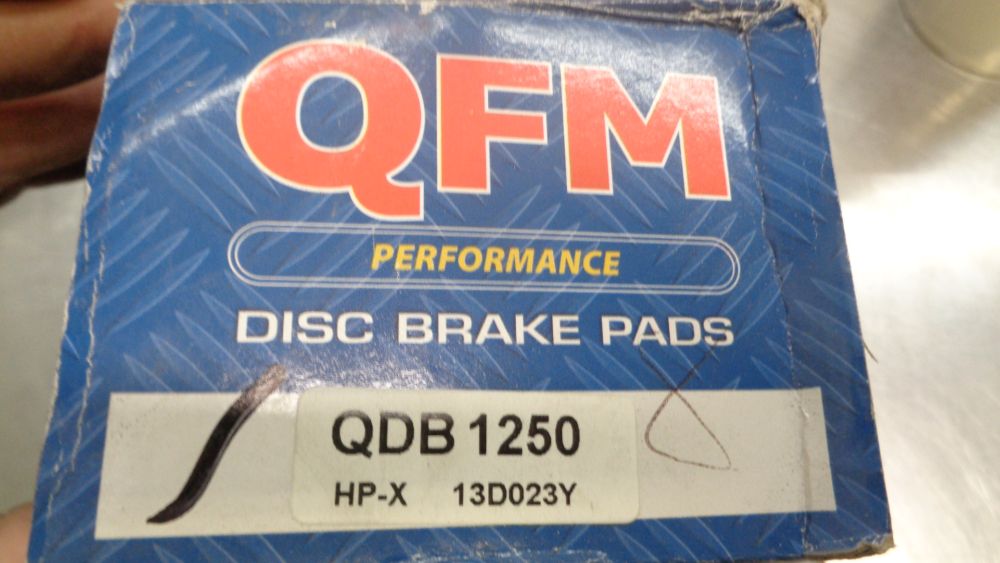 QFM
PERFORMANCE
DISC BRAKE PADS
QDB 1250
HP-X 13D023Y